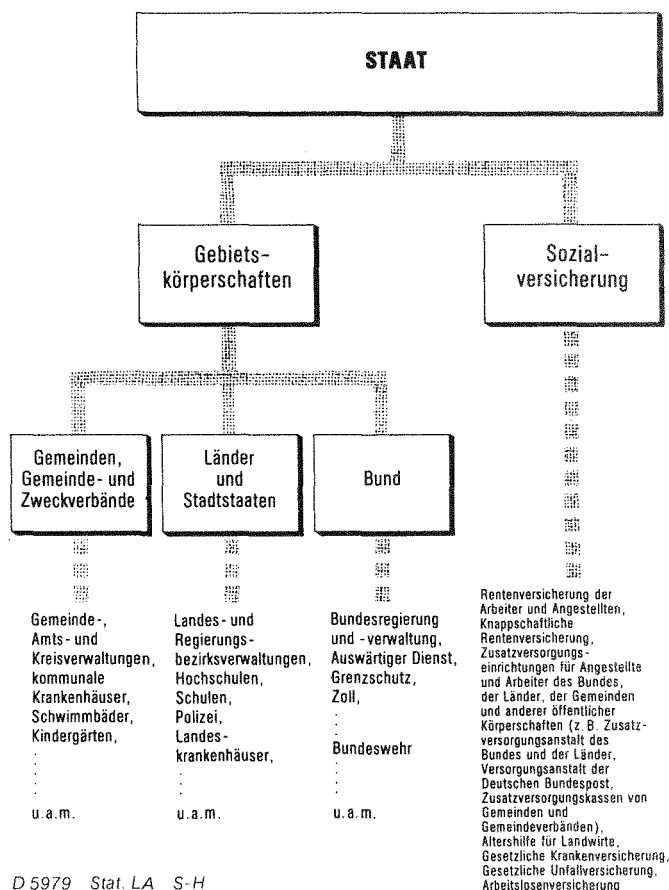 STAAT
Gebiets-
körperschaften
Sozial-
versicherung
Gemeinden,
Gemeinde- und
Zweckverbände
Länder
und
Stadtstaaten
Bund
Gemeinde-,
Amts- und
Kreisverwaltungen,
kommunale
Krankenhäuser,
Schwimmbäder,
Kindergärten,
u.a.m.
Landes- und
Regierungs-
bezirksverwaltungen,
Hochschulen,
Schulen,
Polizei,
Landes-
krankenhäuser,
u.a.m.
Bundesregierung
und -verwaltung,
Auswärtiger Dienst,
Grenzschutz,
Zoll,
Bundeswehr
u.a.m.
Rentenversicherung der
Arbeiter und Angestellten,
Knappschaftliche
Rentenversicherung,
Zusatzversorgungs-
einrichtungen für Angestellte
und Arbeiter des Bundes,
der Länder, der Gemeinden
und anderer öffentlicher
Körperschaften (z.B. Zusatz-
versorgungsanstalt des
Bundes und der Länder,
Versorgungsanstalt der
Deutschen Bundespost,
Zusatzversorgungskassen von
Gemeinden und
Gemeindeverbänden),
Altershilfe für Landwirte,
Gesetzliche Krankenversicherung,
Gesetzliche Unfallversicherung,
Arbeitslosenversicherung
D 5979 Stat. LA S-H